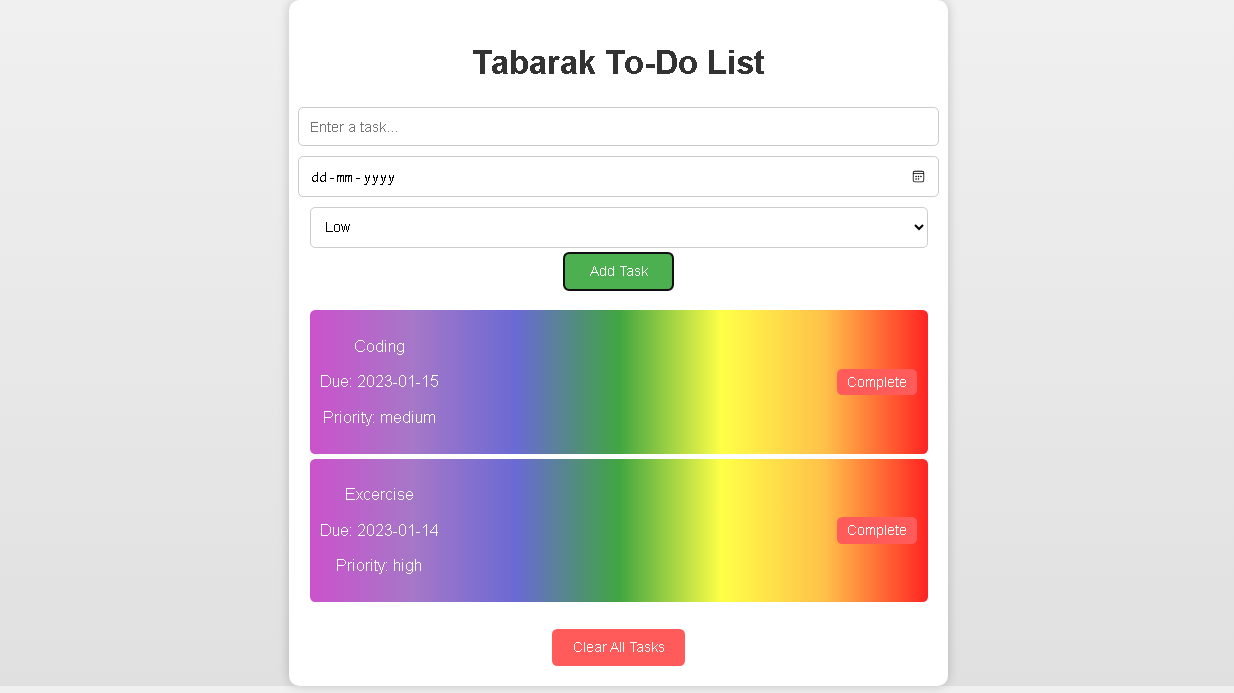 Tabarak To-Do List
Enter a task...
dd-mm-yyyy
Low
Add Task
Coding
Due: 2023-01-15
Complete
Priority: medium
Excercise
Due: 2023-01-14
Complete
Priority: high
Clear All Tasks